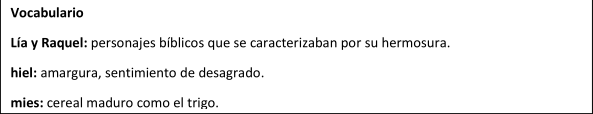 Vocabulario
Lía y Raquel: personajes bíblicos que se caracterizaban por su hermosura.
hiel: amargura, sentimiento de desagrado.
mies: cereal maduro como el trigo.